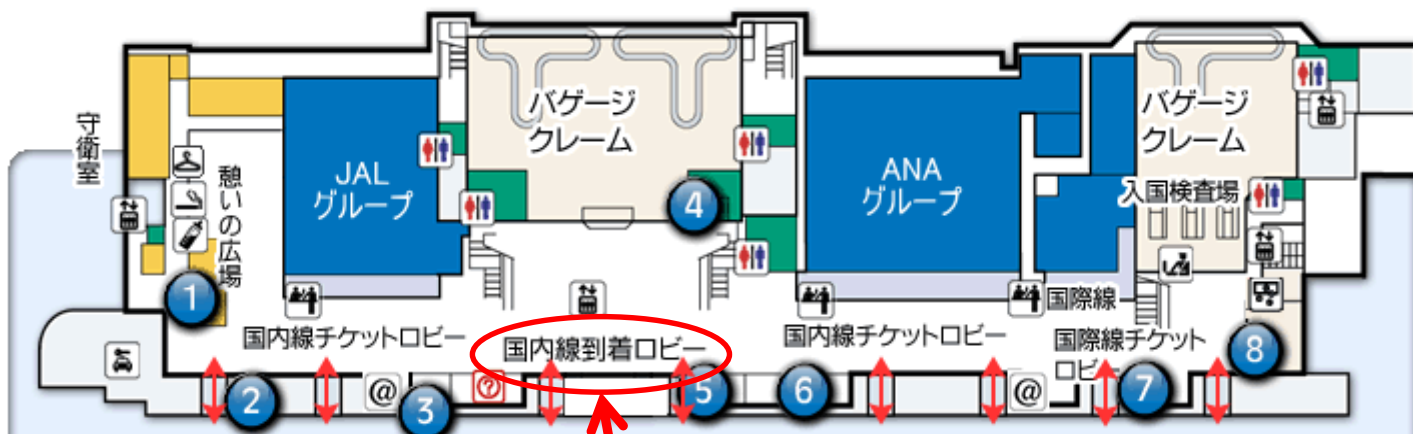 守衛室
憩いの広場
JAL
グループ
バゲージ
クレーム
ANA
グループ
バゲージ
クレーム
入国検査場
国内線チケットロビー
国内線到着ロビー
国内線チケットロビー
国際線
国際線チケット
ロビー
1
2
@
3
?
4
5
6
@
7
8